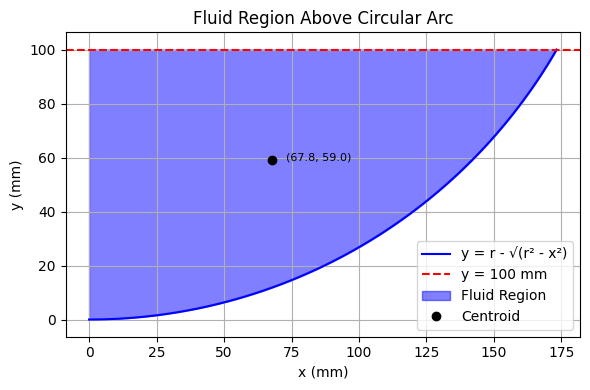 Fluid Region Above Circular Arc
y (mm)
100
80
60
40
20
0
(67.8, 59.0)
y = r - √(r² - x²)
y = 100 mm
Fluid Region
Centroid
0 25 50 75 100 125 150 175
x (mm)